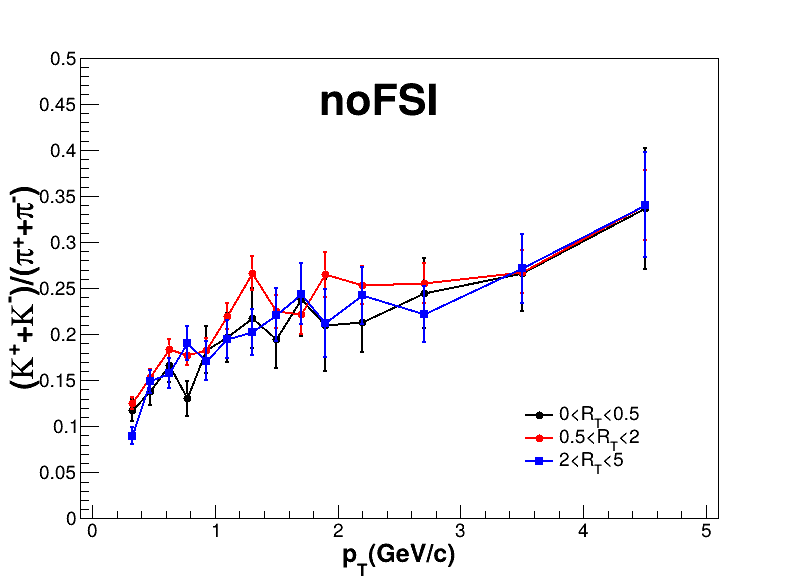 noFSI
(K⁺+K⁻)/(π⁺+π⁻)
0.5
0.45
0.4
0.35
0.3
0.25
0.2
0.15
0.1
0.05
0
0<R_T<0.5
0.5<R_T<2
2<R_T<5
0 1 2 3 4 5
p_T(GeV/c)